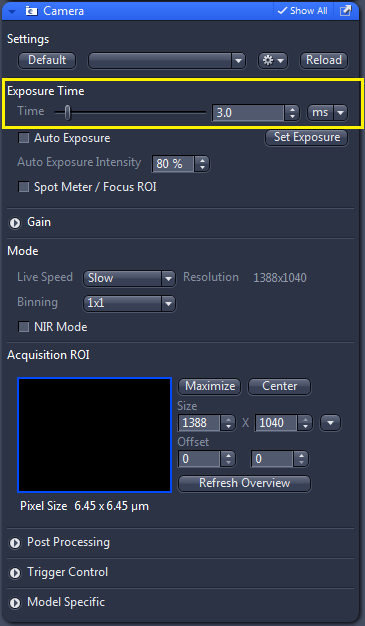 Camera Show All
Settings
Default Reload
Exposure Time
Time 3.0 ms
Auto Exposure Set Exposure
Auto Exposure Intensity 80 %
Spot Meter / Focus ROI
Gain
Mode
Live Speed Slow Resolution 1388x1040
Binning 1x1
NIR Mode
Acquisition ROI
Maximize Center
Size
1388 X 1040
Offset
0 0
Refresh Overview
Pixel Size 6.45 x 6.45 µm
Post Processing
Trigger Control
Model Specific